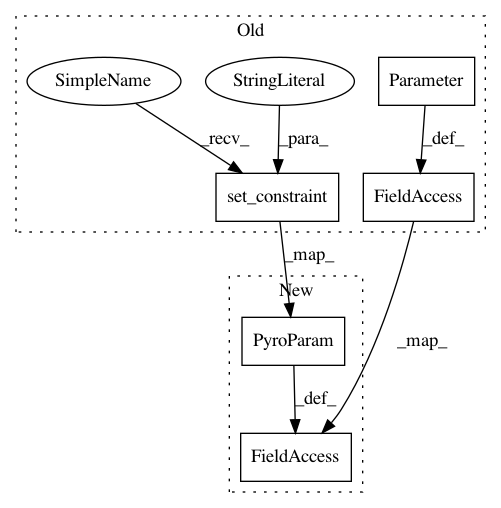 Old
SimpleName
StringLiteral
Parameter
_recv_
_para_
_def_
set_constraint
FieldAccess
_map_
New
PyroParam
_map_
_def_
FieldAccess